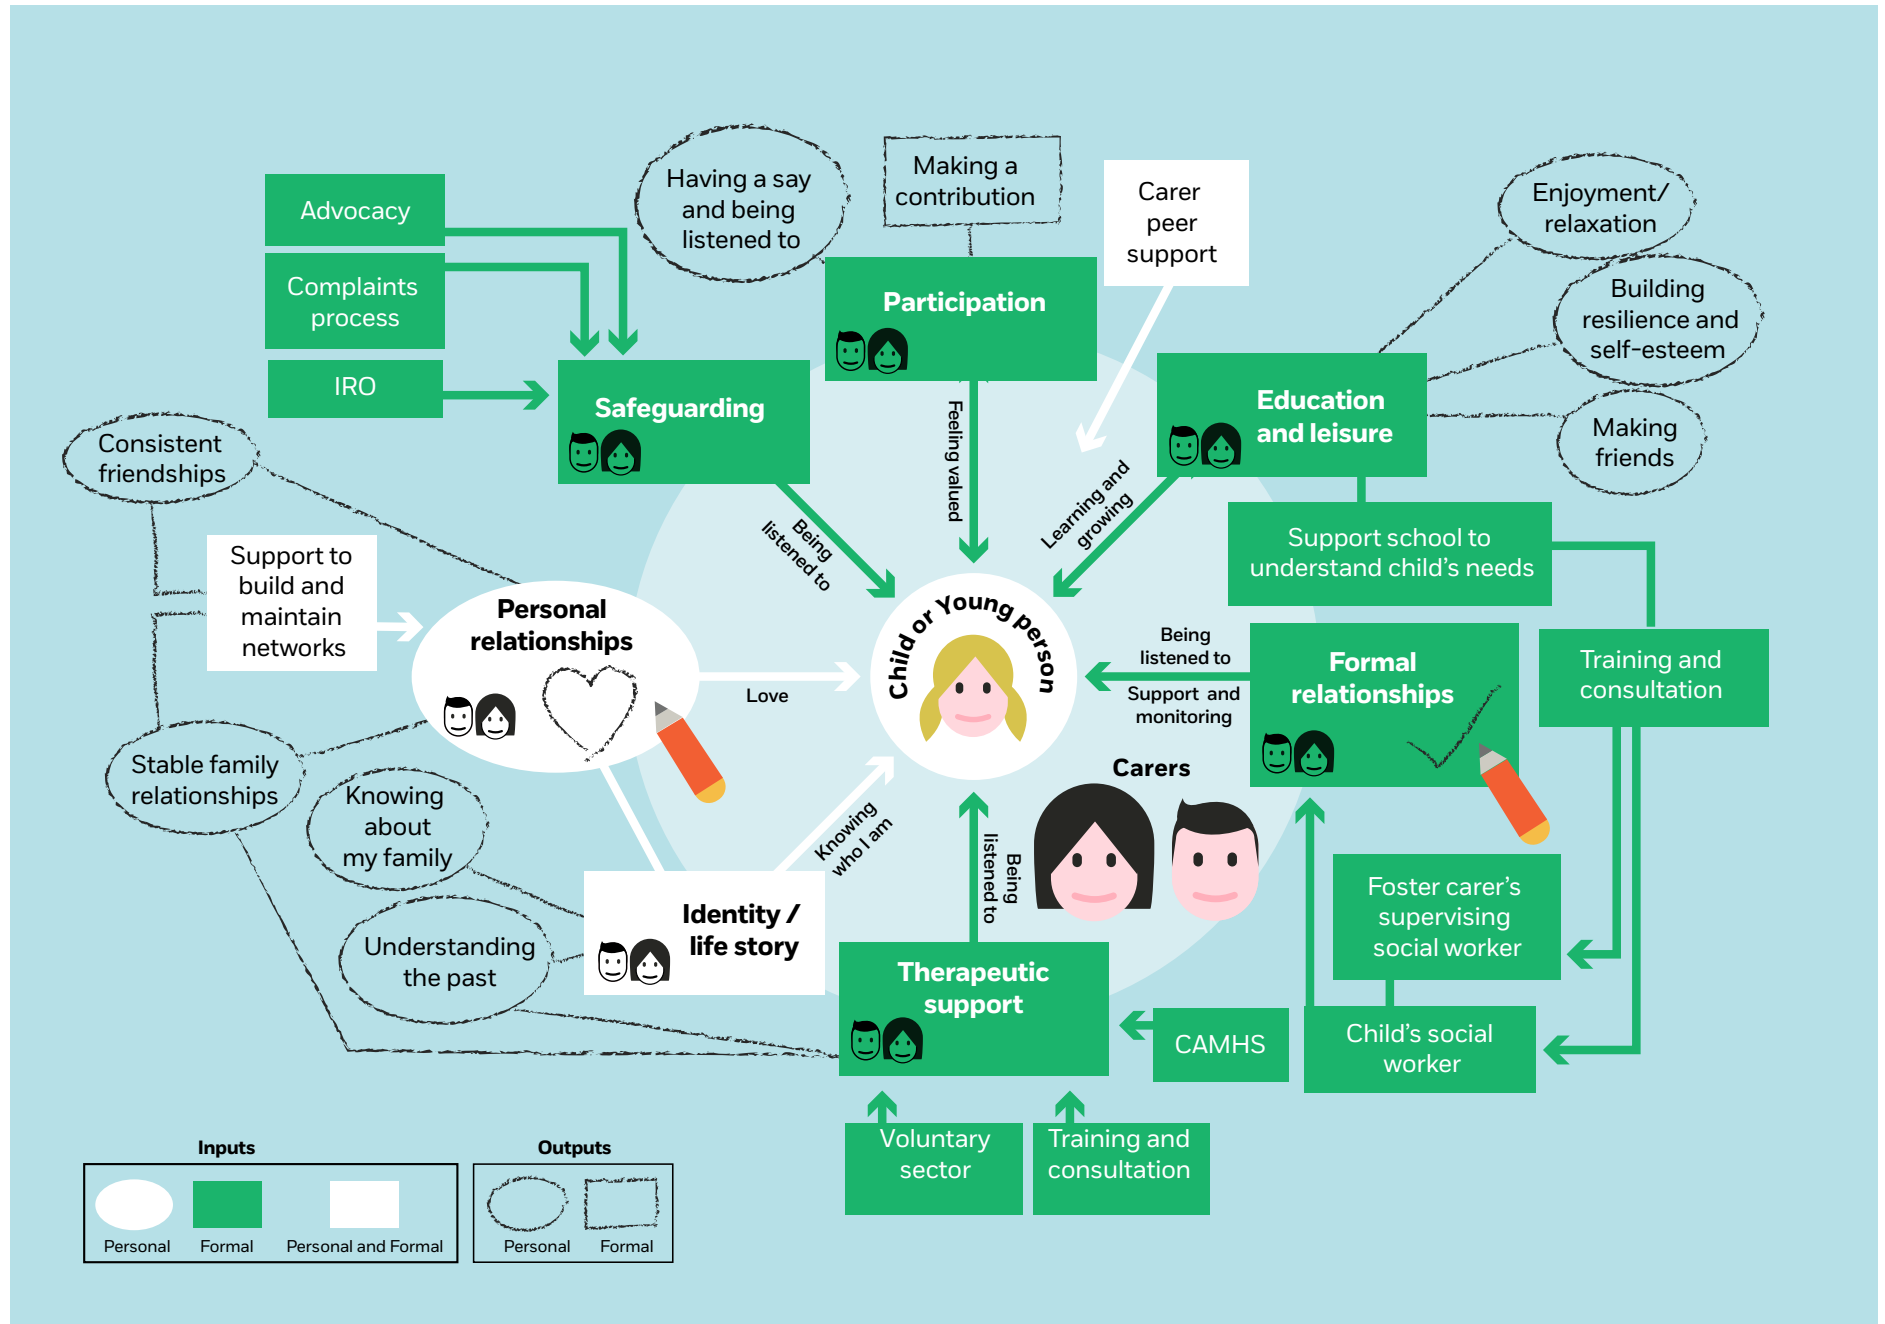 Advocacy
Complaints
process
IRO
Having a say
and being
listened to
Making a
contribution
Carer
peer
support
Enjoyment/
relaxation
Building
resilience and
self-esteem
Making
friends
Participation
Safeguarding
Education
and leisure
Consistent
friendships
Feeling valued
Learning and
growing
Being
listened to
Support school to
understand child's needs
Support to
build and
maintain
networks
Personal
relationships
Love
Child or Young person
Being
listened to
Support and
monitoring
Formal
relationships
Training and
consultation
Carers
Stable family
relationships
Knowing
about
my family
Knowing
who I am
Being
listened to
Foster carer's
supervising
social worker
Understanding
the past
Identity /
life story
Therapeutic
support
CAMHS
Child's social
worker
Voluntary
sector
Training and
consultation
Inputs
Personal
Formal
Personal and Formal
Outputs
Personal
Formal